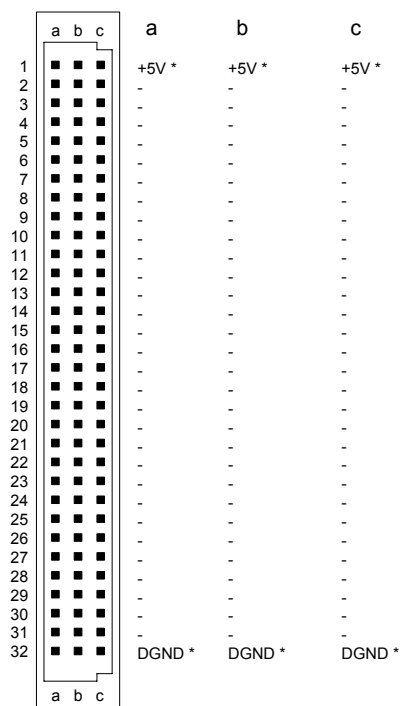 a b c a b c
1 +5V * +5V * +5V *
2 - - -
3 - - -
4 - - -
5 - - -
6 - - -
7 - - -
8 - - -
9 - - -
10 - - -
11 - - -
12 - - -
13 - - -
14 - - -
15 - - -
16 - - -
17 - - -
18 - - -
19 - - -
20 - - -
21 - - -
22 - - -
23 - - -
24 - - -
25 - - -
26 - - -
27 - - -
28 - - -
29 - - -
30 - - -
31 - - -
32 DGND * DGND * DGND *
a b c